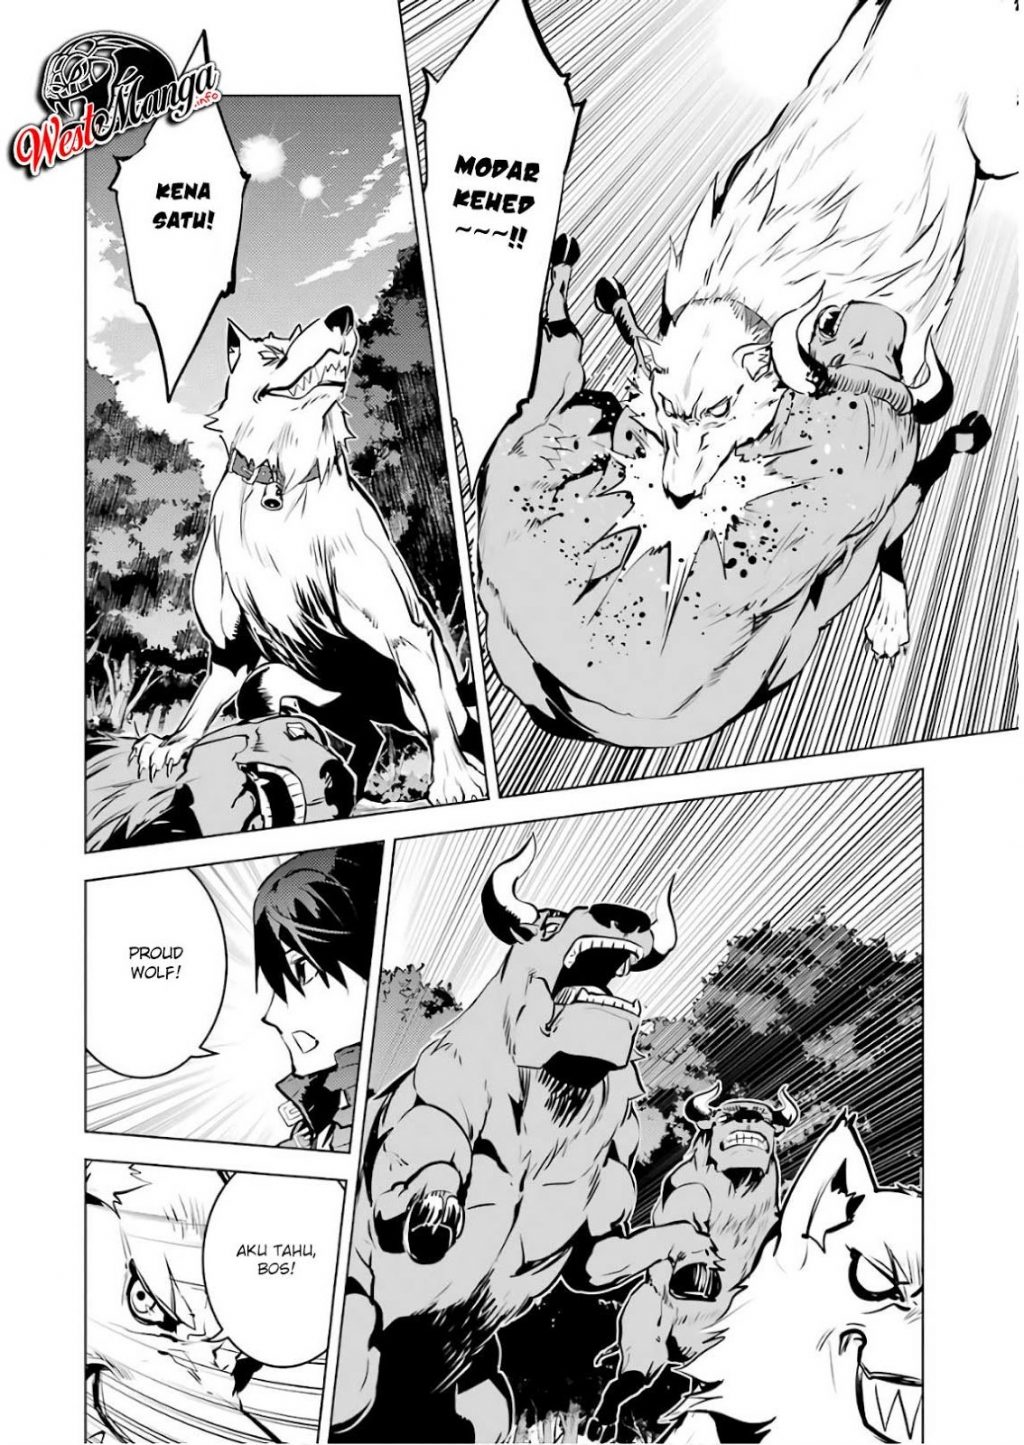 WestManga
.info
MODAR
KEHED
~~~!!
KENA
SATU!
PROUD
WOLF!
AKU TAHU,
BOS!